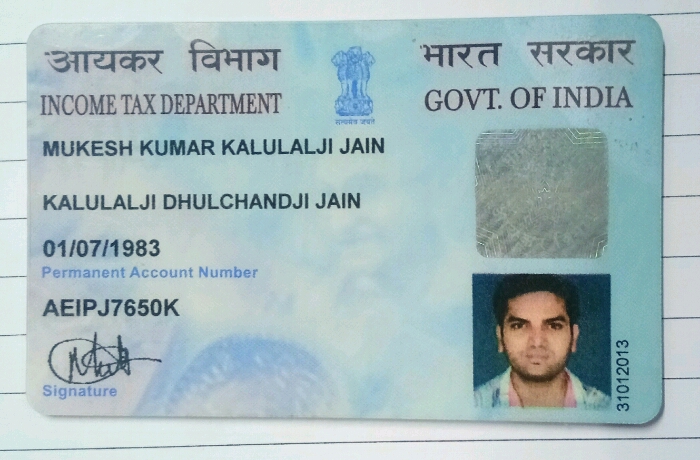 आयकर विभाग
INCOME TAX DEPARTMENT
भारत सरकार
GOVT. OF INDIA
सत्यमेव जयते
MUKESH KUMAR KALULALJI JAIN
KALULALJI DHULCHANDJI JAIN
01/07/1983
Permanent Account Number
AEIPJ7650K
Signature
31012013